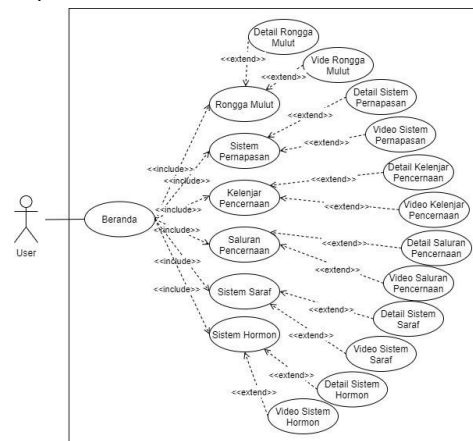 Detail Rongga
Mulut
<<extend>>
Vide Rongga
Mulut
<<extend>>
Rongga Mulut
Detail Sistem
Pernapasan
<<extend>>
Sistem
Pernapasan
<<extend>>
Video Sistem
Pernapasan
<<include>>
<<include>>
Detail Kelenjar
Pencernaan
<<extend>>
Kelenjar
Pencernaan
<<extend>>
Video Kelenjar
Pencernaan
<<include>>
User
Beranda
<<include>>
Saluran
Pencernaan
<<extend>>
Detail Saluran
Pencernaan
<<extend>>
Video Saluran
Pencernaan
<<include>>
Sistem Saraf
<<extend>>
Detail Sistem
Saraf
<<include>>
<<extend>>
Video Sistem
Saraf
Sistem Hormon
<<extend>>
Detail Sistem
Hormon
<<extend>>
Video Sistem
Hormon